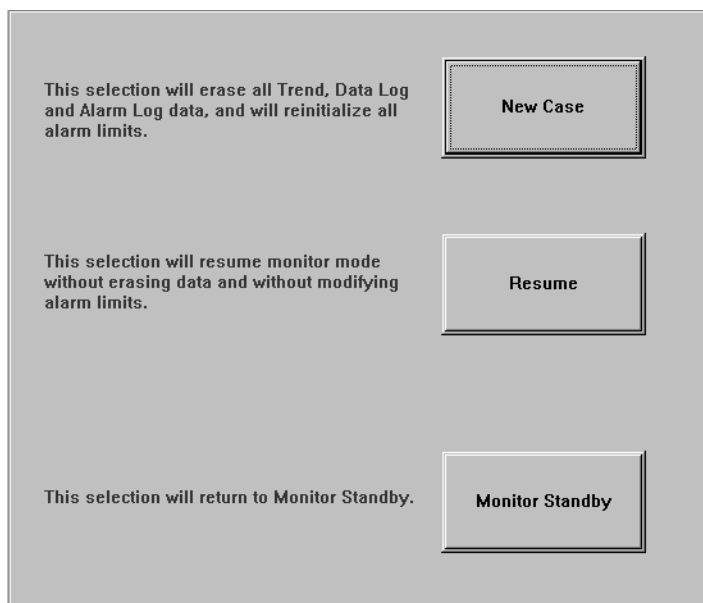 This selection will erase all Trend, Data Log
and Alarm Log data, and will reinitialize all
alarm limits.
New Case
This selection will resume monitor mode
without erasing data and without modifying
alarm limits.
Resume
This selection will return to Monitor Standby.
Monitor Standby